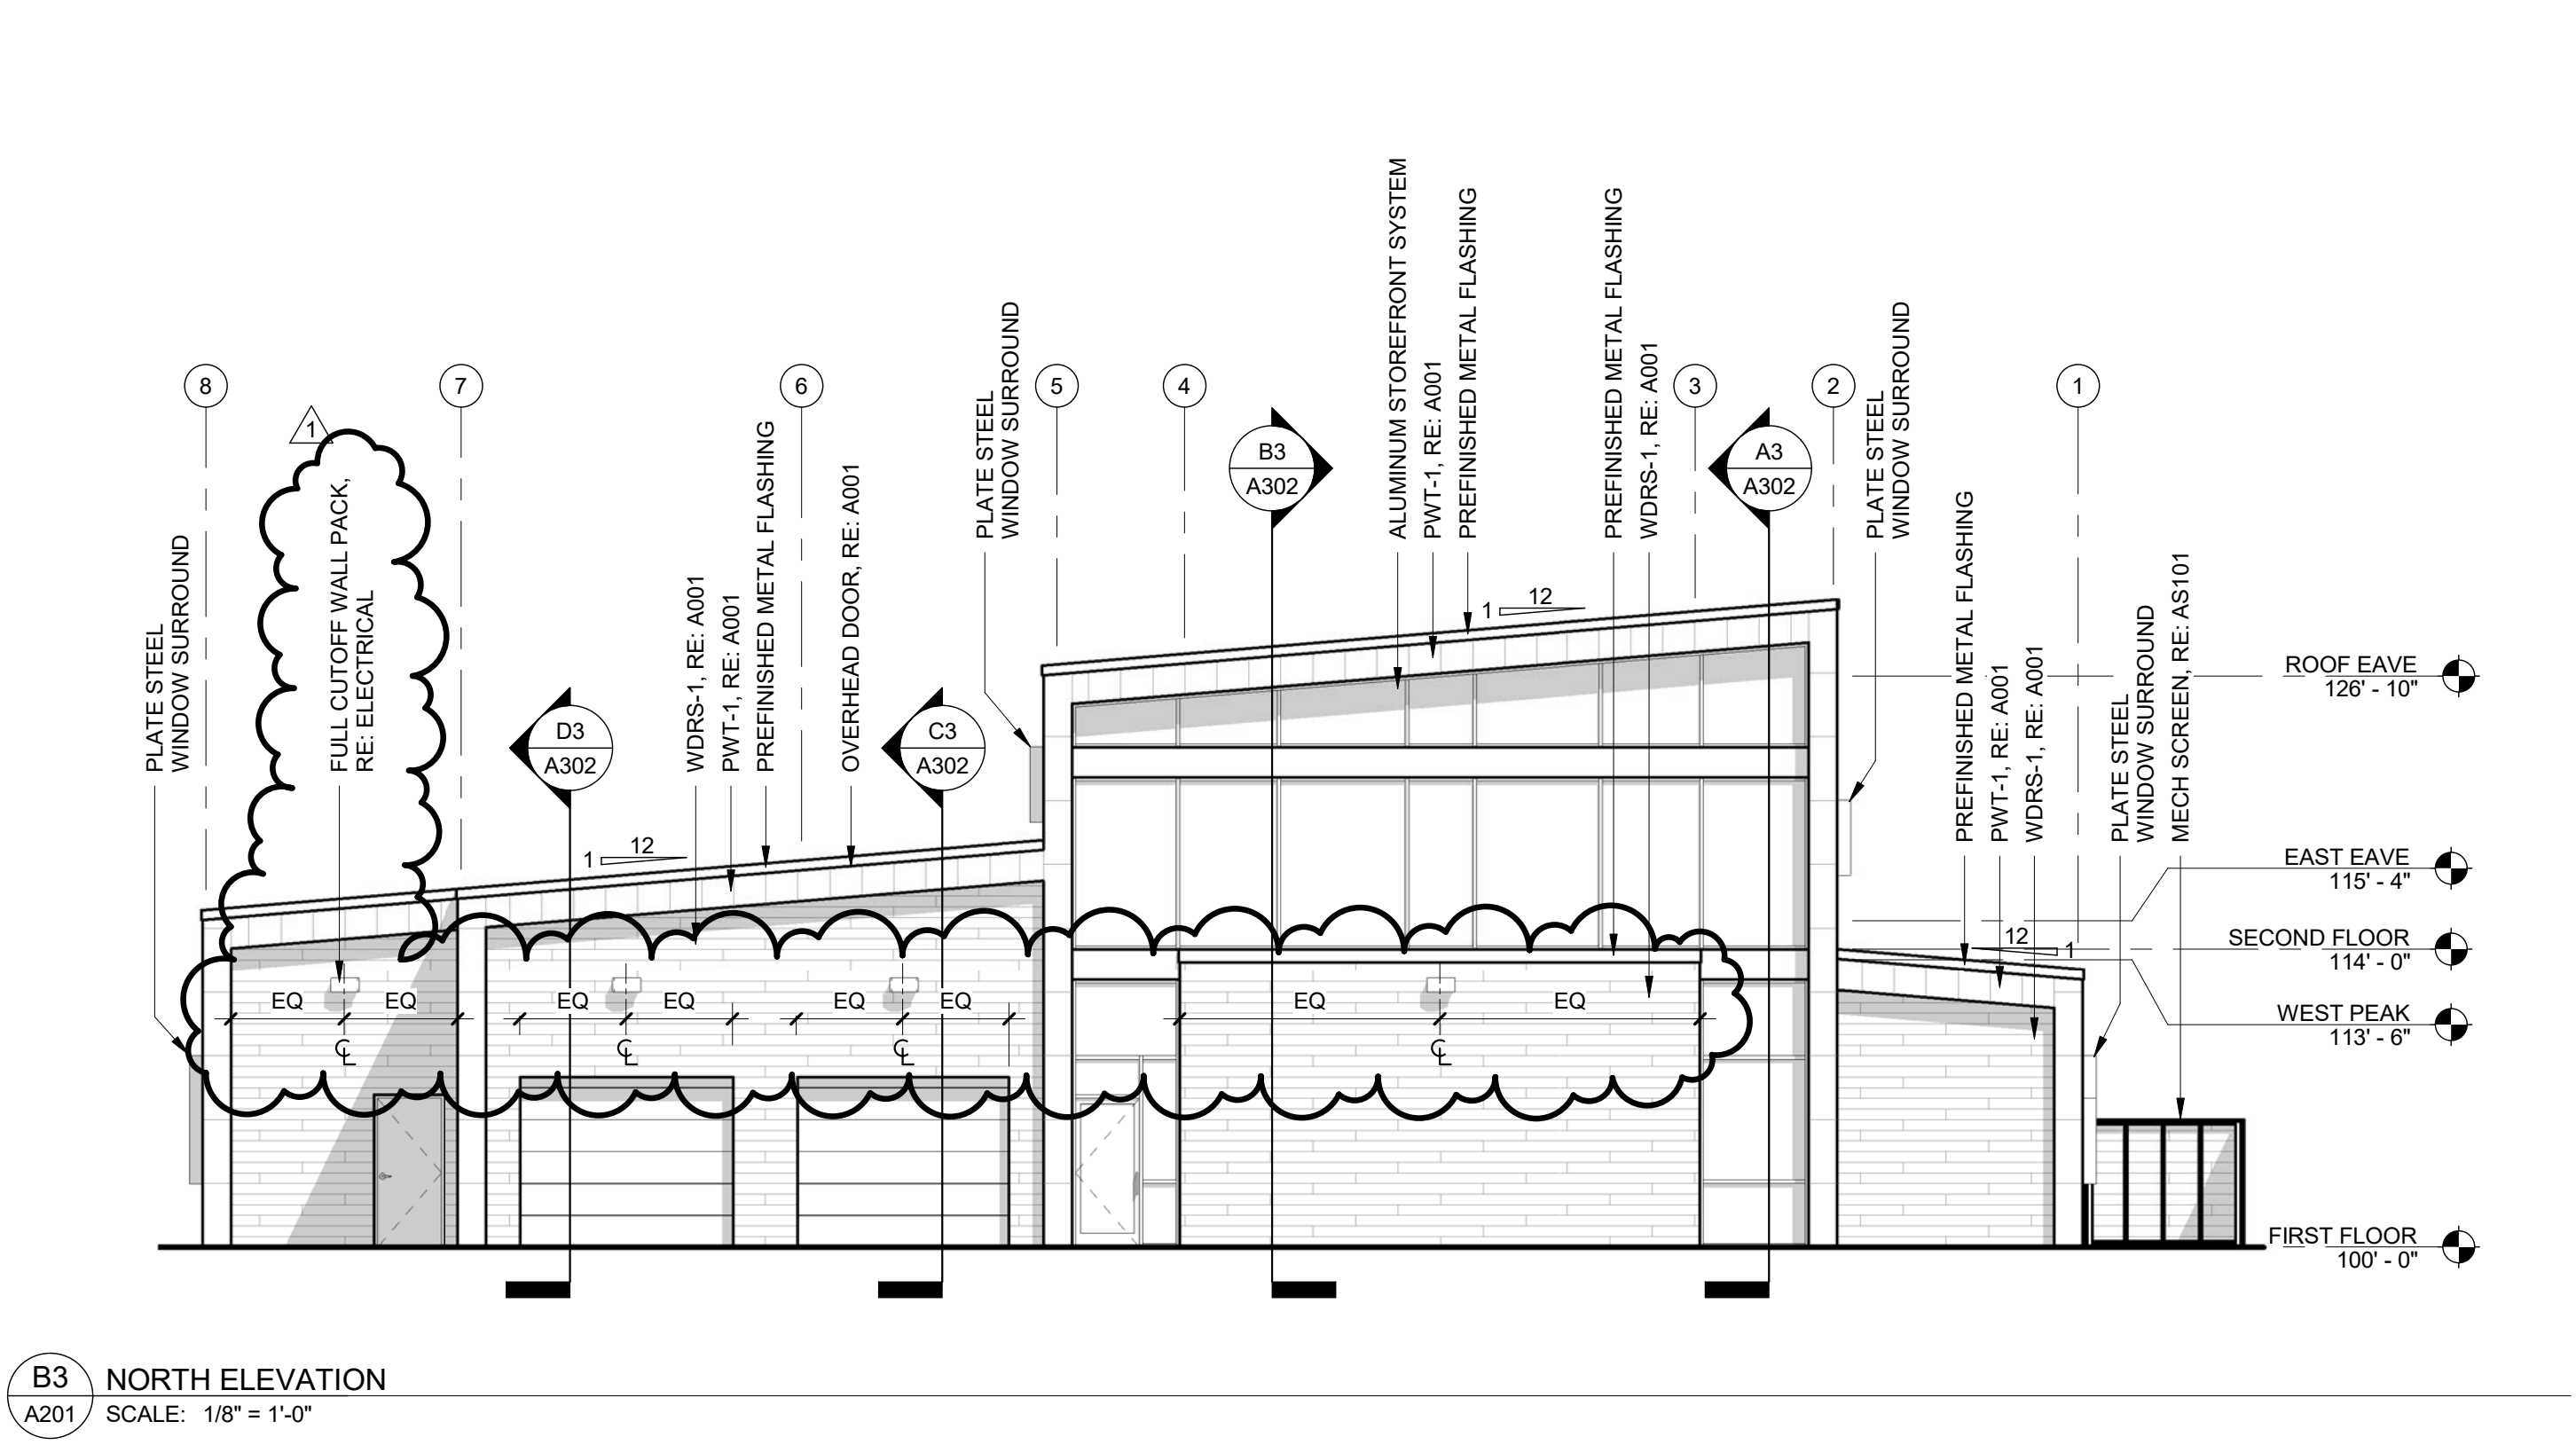 ALUMINUM STOREFRONT SYSTEM
PWT-1, RE: A001
PREFINISHED METAL FLASHING
PREFINISHED METAL FLASHING
WDRS-1, RE: A001
PLATE STEEL
WINDOW SURROUND
PLATE STEEL
WINDOW SURROUND
8
7
6
5
4
3
2
1
1
B3
A302
A3
A302
PLATE STEEL
WINDOW SURROUND
FULL CUTOFF WALL PACK,
RE: ELECTRICAL
WDRS-1, RE: A001
PWT-1, RE: A001
PREFINISHED METAL FLASHING
OVERHEAD DOOR, RE: A001
PREFINISHED METAL FLASHING
PWT-1, RE: A001
WDRS-1, RE: A001
PLATE STEEL
WINDOW SURROUND
MECH SCREEN, RE: AS101
12
1
D3
A302
C3
A302
12
1
12
1
ROOF EAVE
126' - 10"
EAST EAVE
115' - 4"
SECOND FLOOR
114' - 0"
WEST PEAK
113' - 6"
FIRST FLOOR
100' - 0"
EQ EQ EQ EQ EQ EQ EQ EQ
CL CL CL CL
B3
A201
NORTH ELEVATION
SCALE: 1/8" = 1'-0"